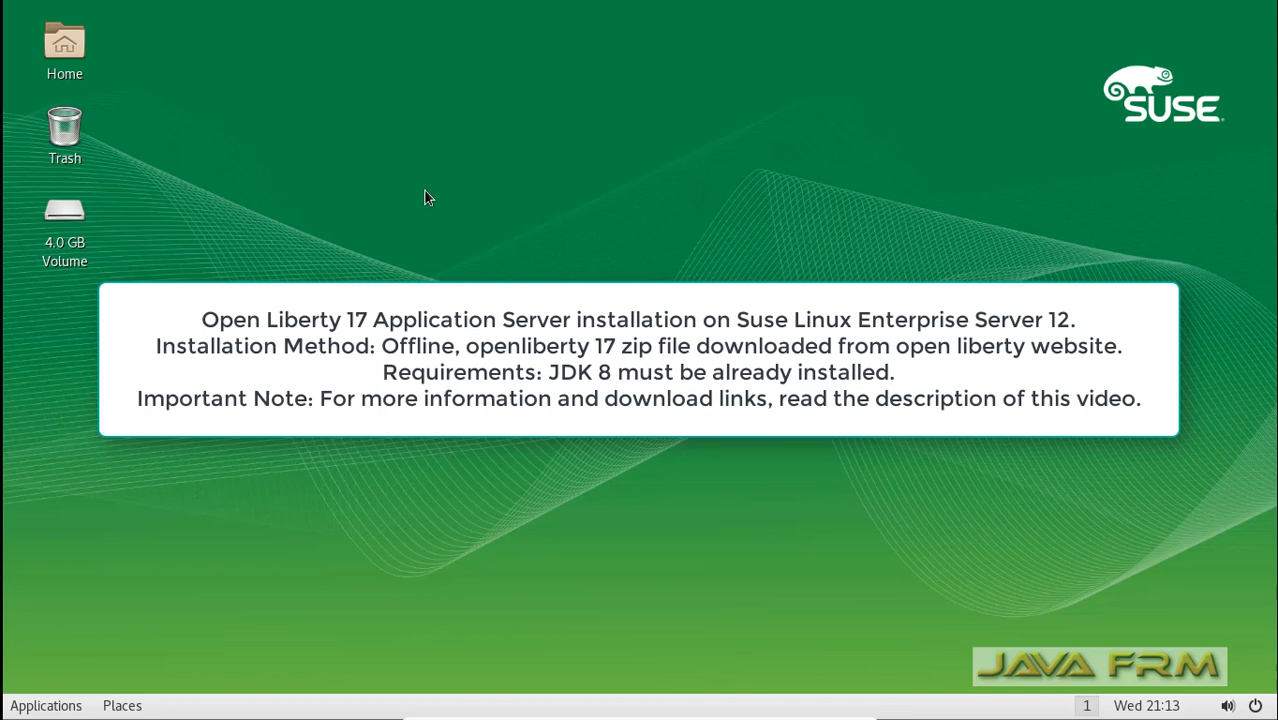 Home
SUSE
Trash
4.0 GB
Volume
Open Liberty 17 Application Server installation on Suse Linux Enterprise Server 12.
Installation Method: Offline, openliberty 17 zip file downloaded from open liberty website.
Requirements: JDK 8 must be already installed.
Important Note: For more information and download links, read the description of this video.
JAVA FRM
Applications Places 1 Wed 21:13